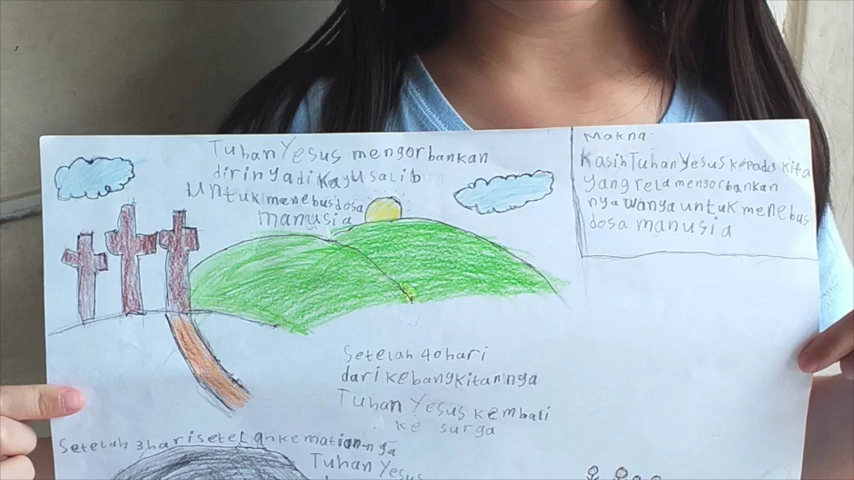 Tuhan Yesus mengorbankan
dirinya di kayu salib
Untuk menebus dosa
manusia
Makna:
Kasih Tuhan Yesus kepada kita
yang rela mengorbankan
nyawanya untuk menebus
dosa manusia
Setelah 40 hari
dari kebangkitannya
Tuhan Yesus kembali
ke surga
Setelah 3 hari setelah kematian-nya
Tuhan Yesus